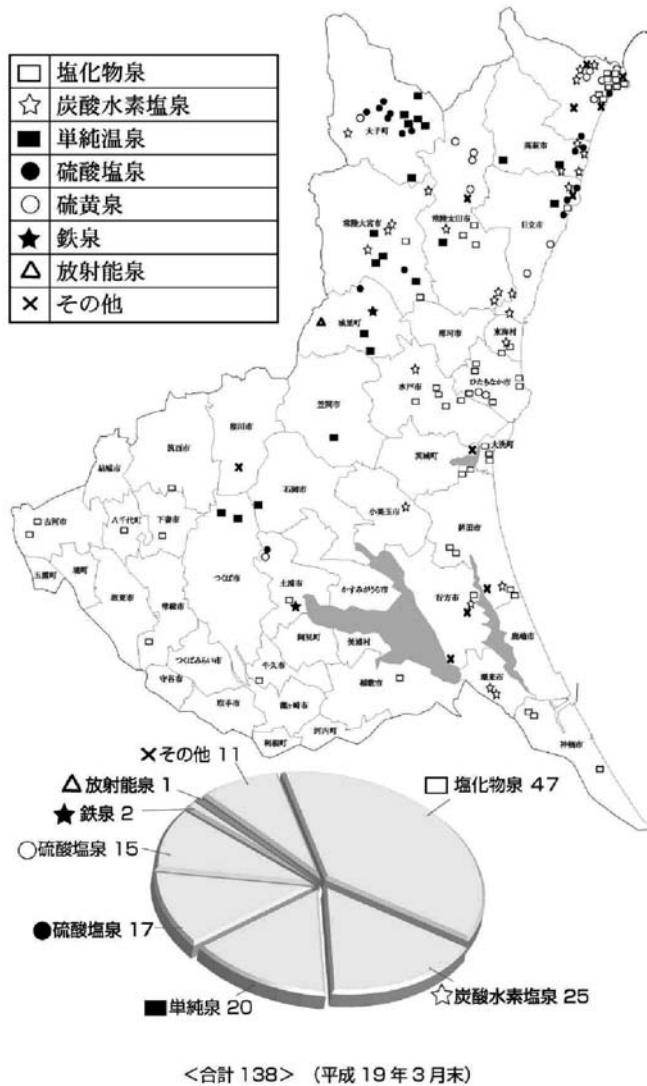 □ 塩化物泉
☆ 炭酸水素塩泉
■ 単純温泉
● 硫酸塩泉
○ 硫黄泉
★ 鉄泉
△ 放射能泉
× その他
大子町
高萩市
常陸大宮市
常陸太田市
日立市
城里町
那珂市
東海村
水戸市
ひたちなか市
笠間市
桜川市
筑西市
茨城町
大洗町
結城市
石岡市
小美玉市
古河市
八千代町
下妻市
鉾田市
五霞町
境町
つくば市
土浦市
かすみがうら市
行方市
坂東市
常総市
阿見町
美浦村
鹿嶋市
つくばみらい市
牛久市
守谷市
稲敷市
潮来市
取手市
龍ヶ崎市
河内町
利根町
神栖市
×その他 11
△放射能泉 1
★鉄泉 2
○硫酸塩泉 15
●硫酸塩泉 17
■単純泉 20
☆炭酸水素塩泉 25
□塩化物泉 47
<合計 138> (平成 19 年 3 月末)